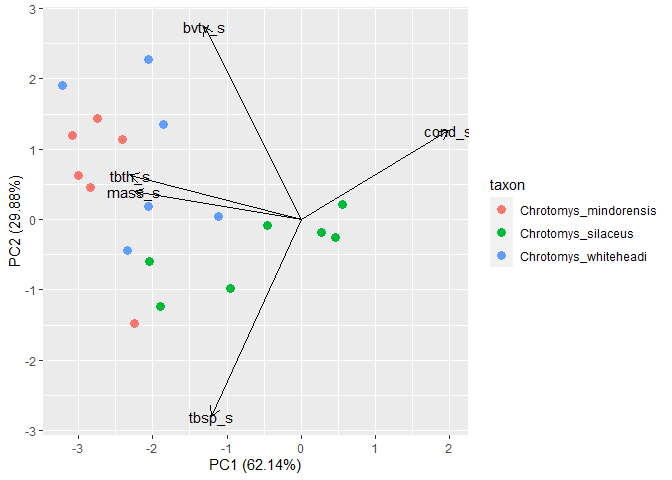 3
2
1
0
-1
-2
-3
PC2 (29.88%)
bvtv_s
cond_s
tbth_s
mass_s
tbsp_s
-3 -2 -1 0 1 2
PC1 (62.14%)
taxon
Chrotomys_mindorensis
Chrotomys_silaceus
Chrotomys_whiteheadi